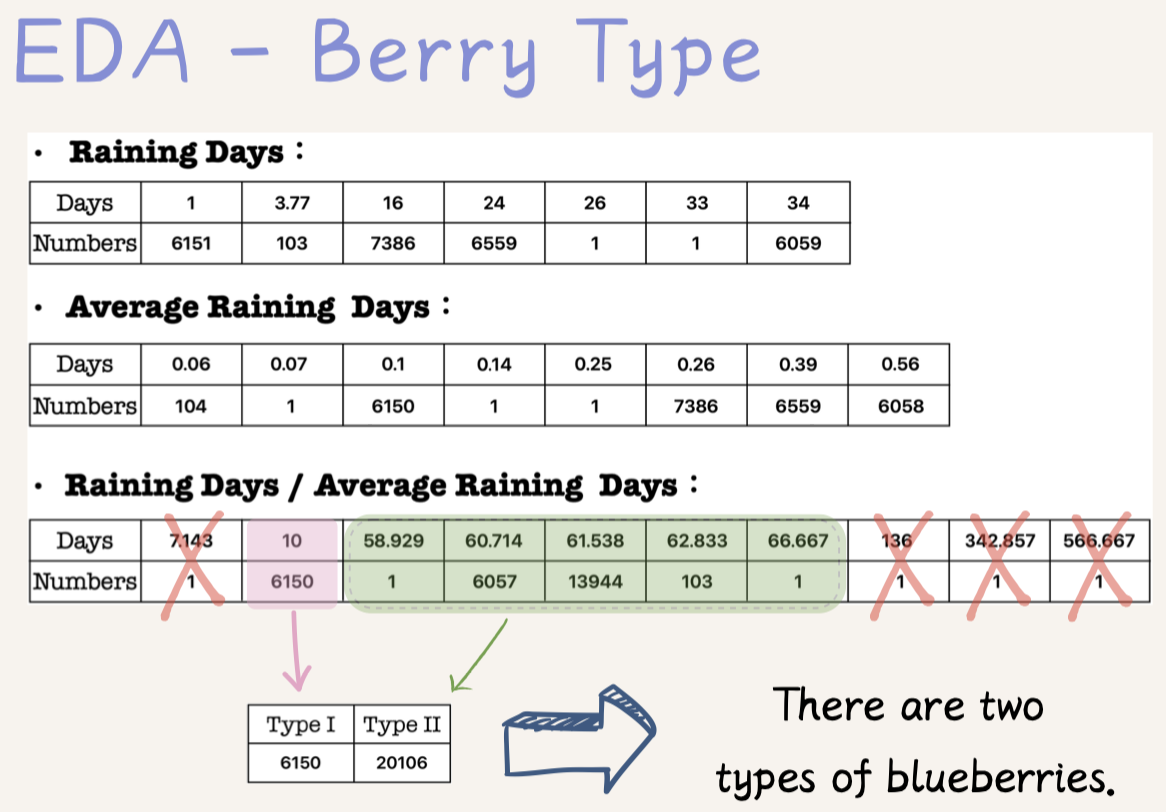 EDA - Berry Type
• Raining Days：
Days 1 3.77 16 24 26 33 34
Numbers 6151 103 7386 6559 1 1 6059
• Average Raining Days：
Days 0.06 0.07 0.1 0.14 0.25 0.26 0.39 0.56
Numbers 104 1 6150 1 1 7386 6559 6058
• Raining Days / Average Raining Days：
Days 7.143 10 58.929 60.714 61.538 62.833 66.667 136 342.857 566.667
Numbers 1 6150 1 6057 13944 103 1 1 1 1
Type I Type II
6150 20106
There are two
types of blueberries.